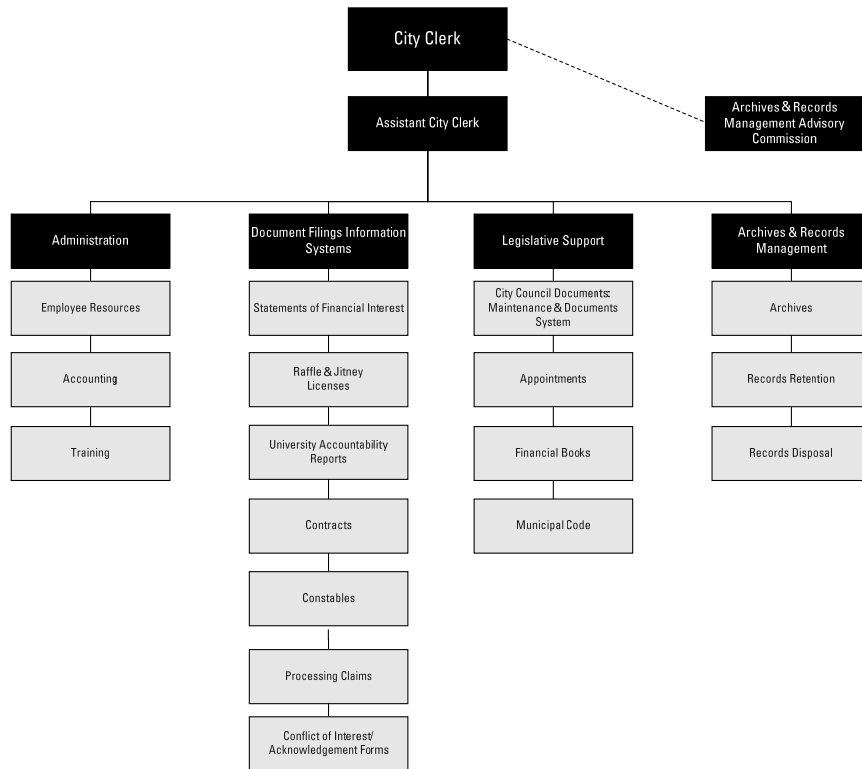 City Clerk
Assistant City Clerk
Archives & Records
Management Advisory
Commission
Administration
Document Filings Information
Systems
Legislative Support
Archives & Records
Management
Employee Resources
Statements of Financial Interest
City Council Documents:
Maintenance & Documents
System
Archives
Accounting
Raffle & Jitney
Licenses
Appointments
Records Retention
Training
University Accountability
Reports
Financial Books
Records Disposal
Contracts
Municipal Code
Constables
Processing Claims
Conflict of Interest/
Acknowledgement Forms